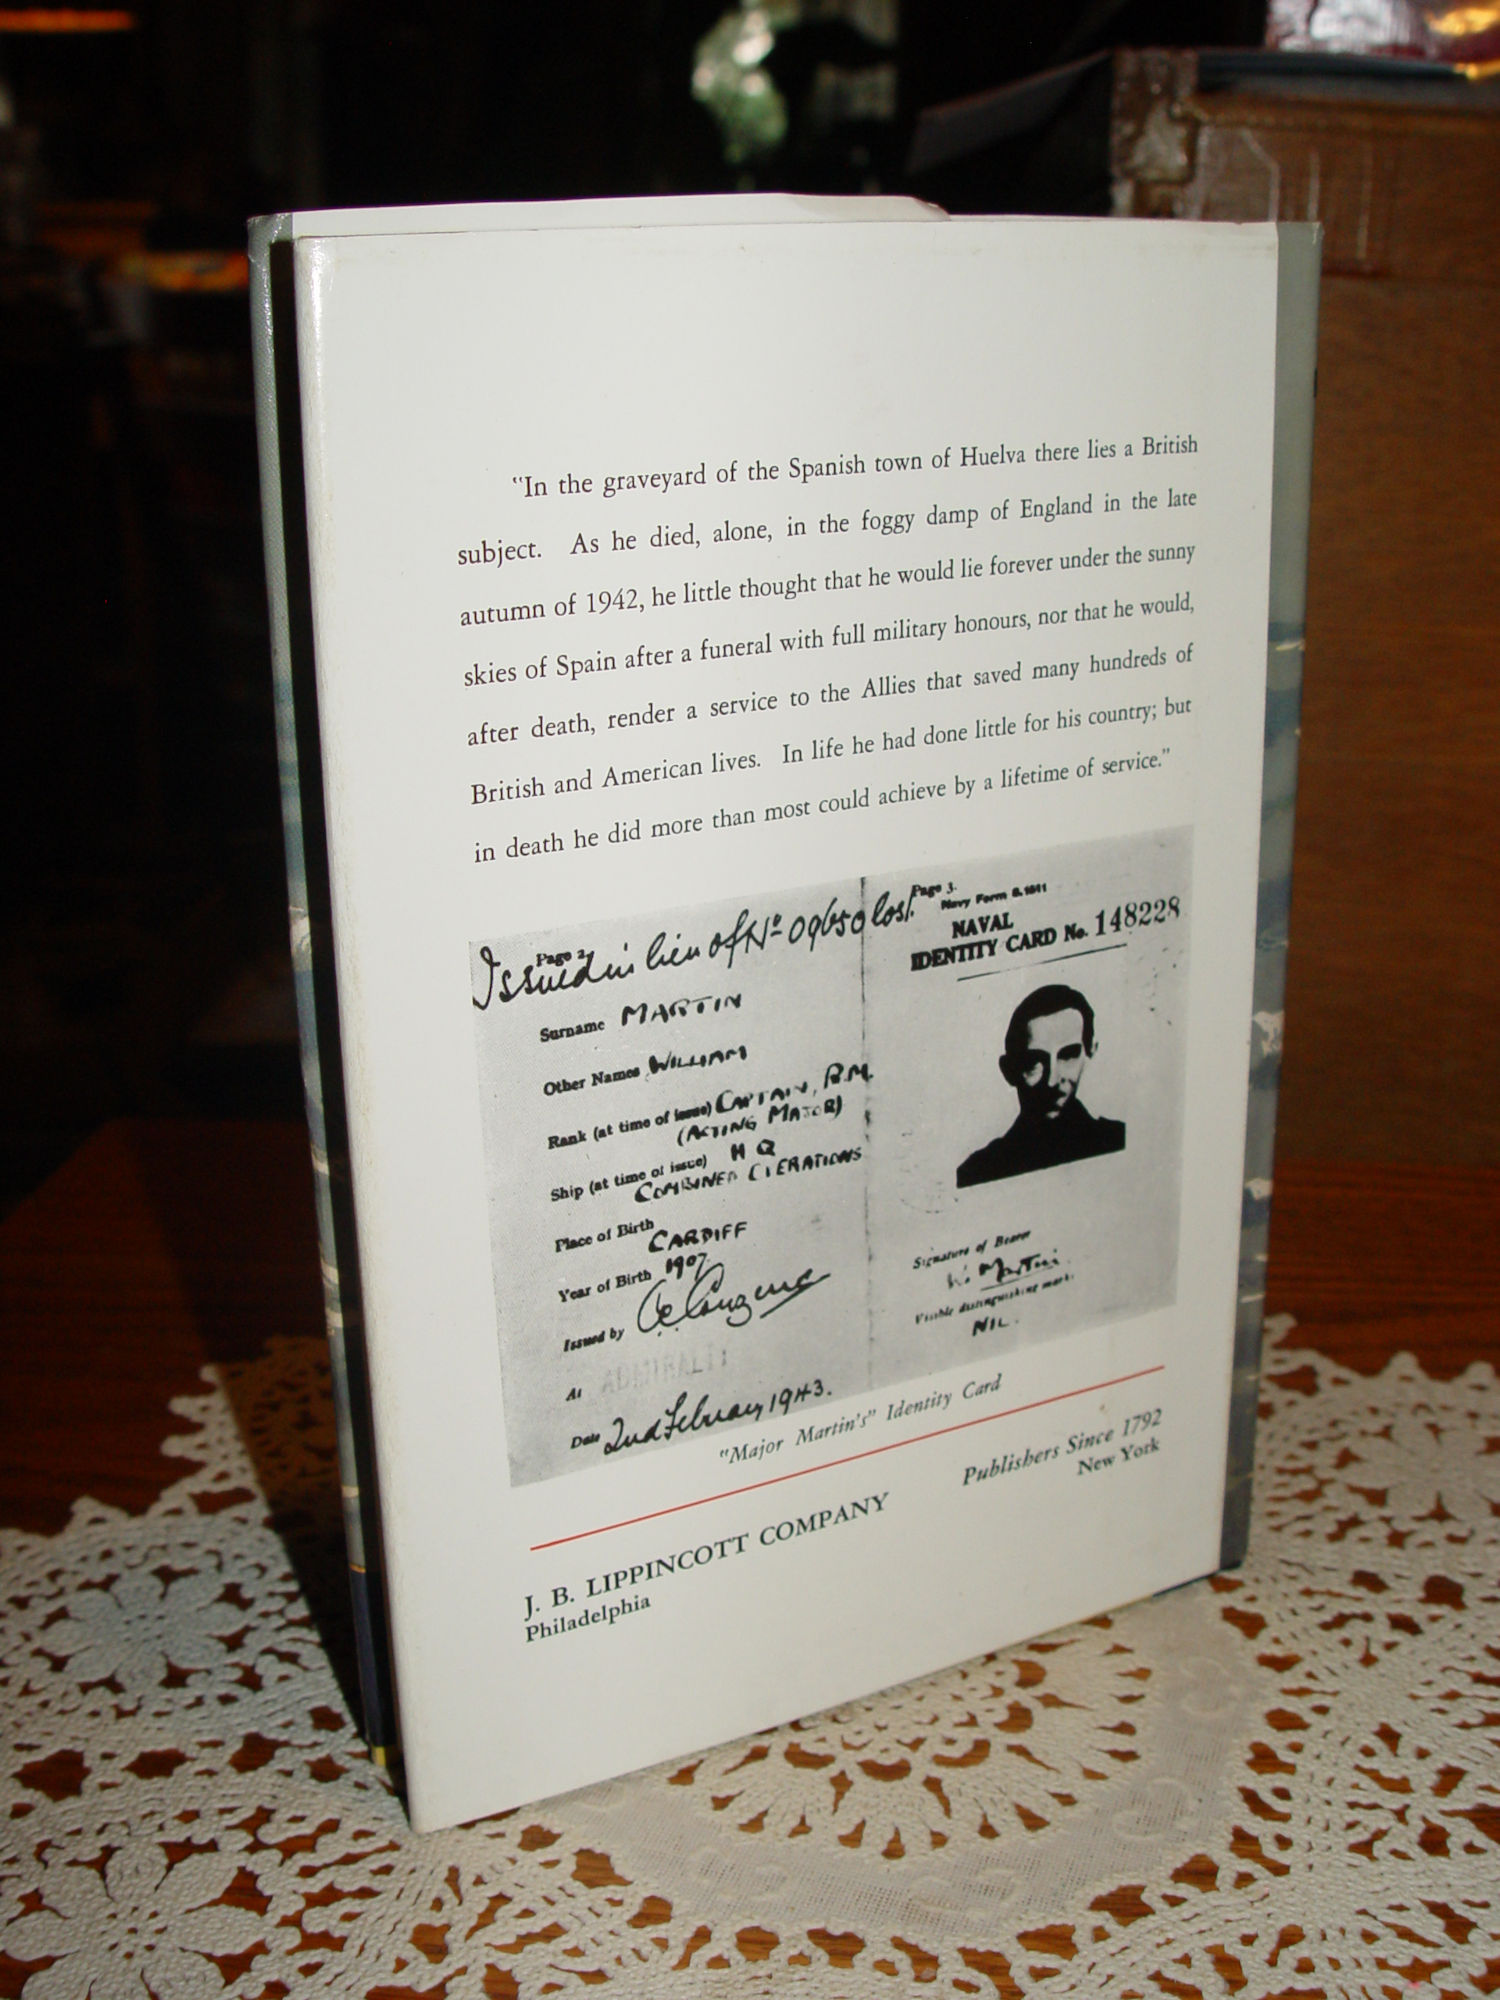 "In the graveyard of the Spanish town of Huelva there lies a British
subject. As he died, alone, in the foggy damp of England in the late
autumn of 1942, he little thought that he would lie forever under the sunny
skies of Spain after a funeral with full military honours, nor that he would,
after death, render a service to the Allies that saved many hundreds of
British and American lives. In life he had done little for his country; but
in death he did more than most could achieve by a lifetime of service."
Issued in lieu of No 09650 lost.
Page 2.
Surname MARTIN
Other Names WILLIAM
Rank (at time of issue) CAPTAIN, R.M.
(ACTING MAJOR)
Ship (at time of issue) H Q
COMBINED OPERATIONS
Place of Birth
CARDIFF
Year of Birth 1907
Issued by
At ADMIRALTY
Date 2nd February 1943.
Page 3.
Navy Form S.1511
NAVAL
IDENTITY CARD No. 148228
Signature of Bearer
W. Martin.
Visible distinguishing marks.
NIL.
"Major Martin's" Identity Card
J. B. LIPPINCOTT COMPANY
Philadelphia
Publishers Since 1792
New York